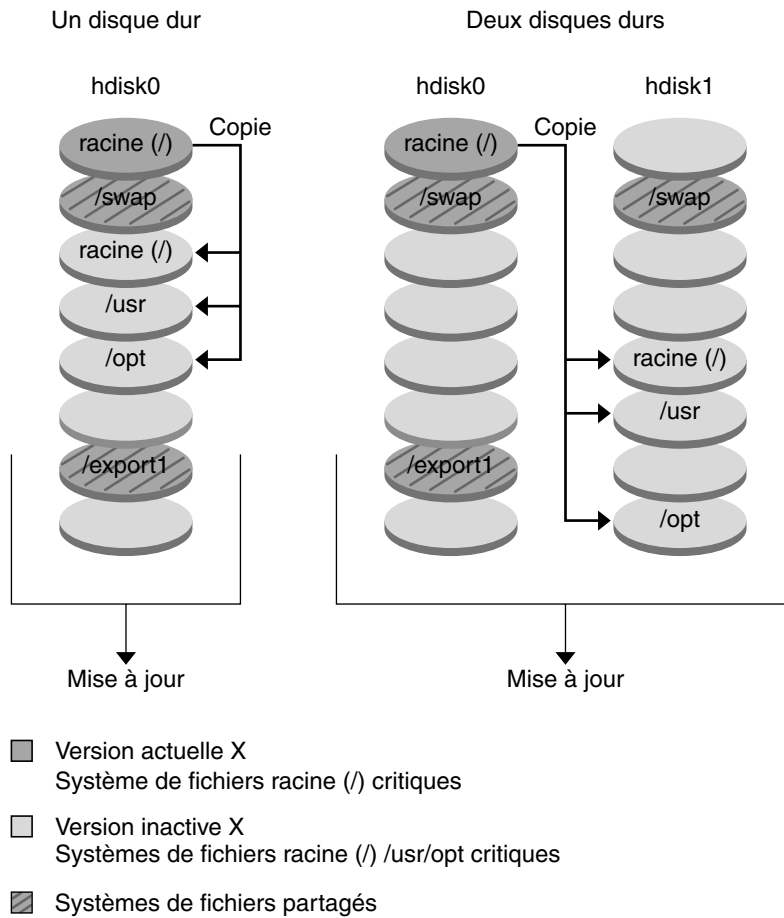 Un disque dur
hdisk0
racine (/)
Copie
/swap
racine (/)
/usr
/opt
/export1
Mise à jour
Deux disques durs
hdisk0
hdisk1
racine (/)
Copie
/swap
/swap
racine (/)
/usr
/export1
/opt
Mise à jour
Version actuelle X
Système de fichiers racine (/) critiques
Version inactive X
Systèmes de fichiers racine (/) /usr/opt critiques
Systèmes de fichiers partagés